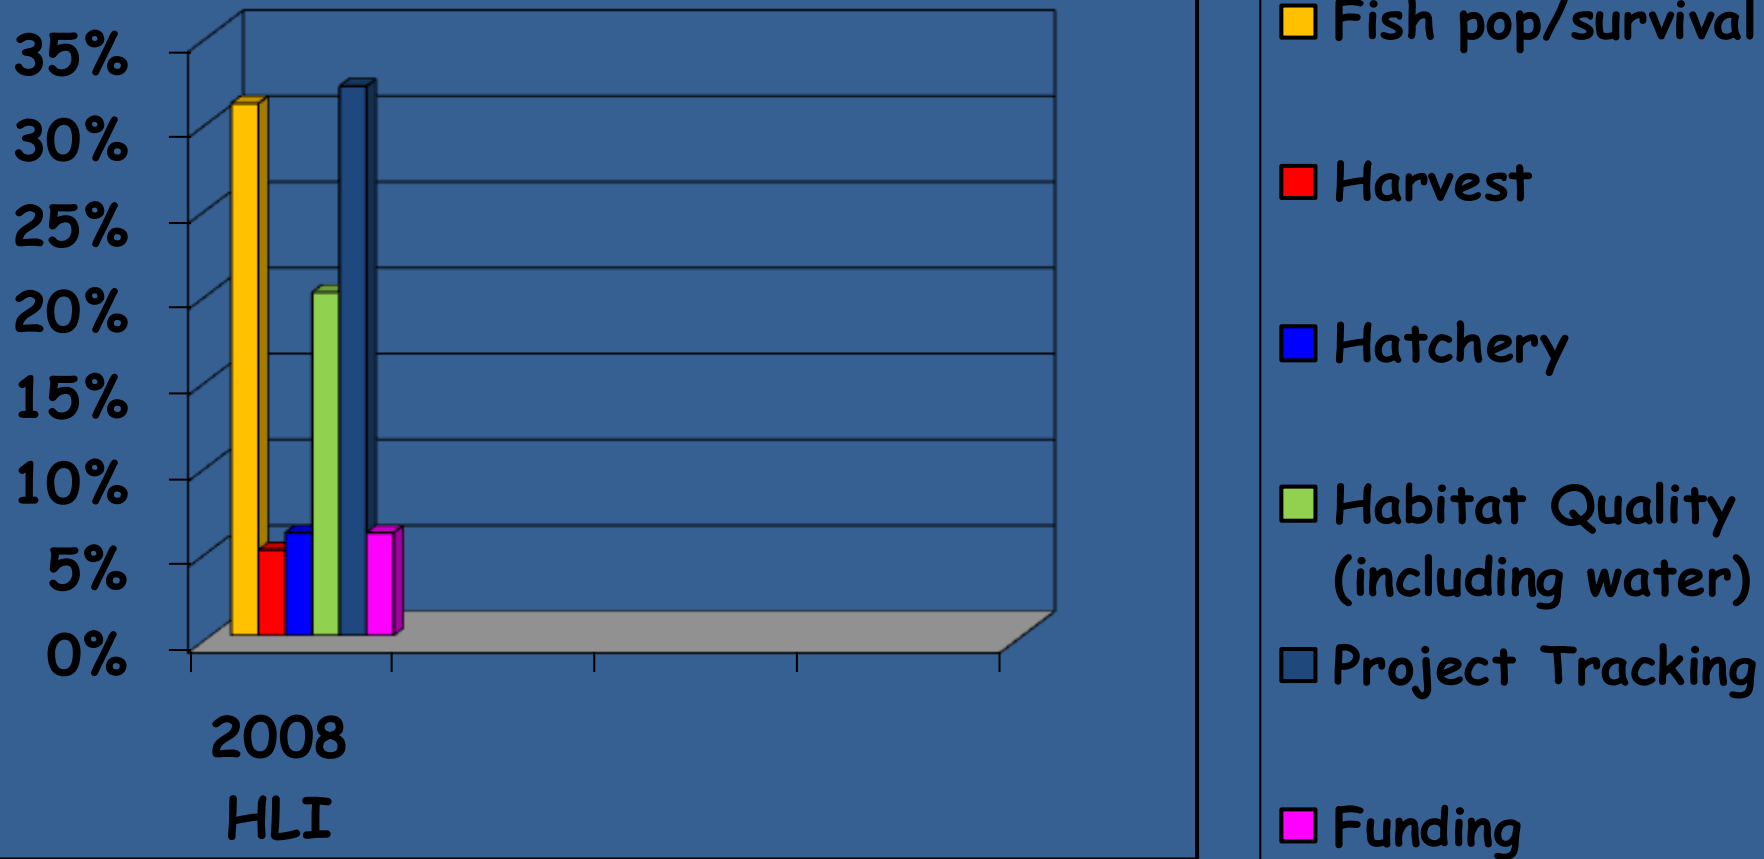 35%
30%
25%
20%
15%
10%
5%
0%
2008
HLI
Fish pop/survival
Harvest
Hatchery
Habitat Quality
(including water)
Project Tracking
Funding